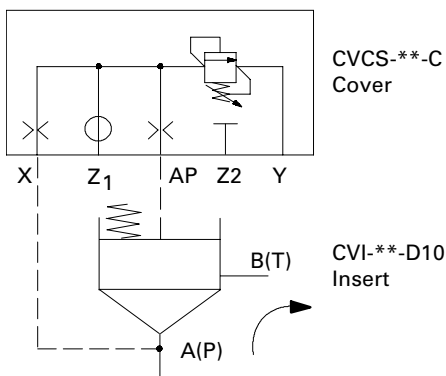 CVCS-**-C
Cover
X Z1 AP Z2 Y
B(T)
CVI-**-D10
Insert
A(P)